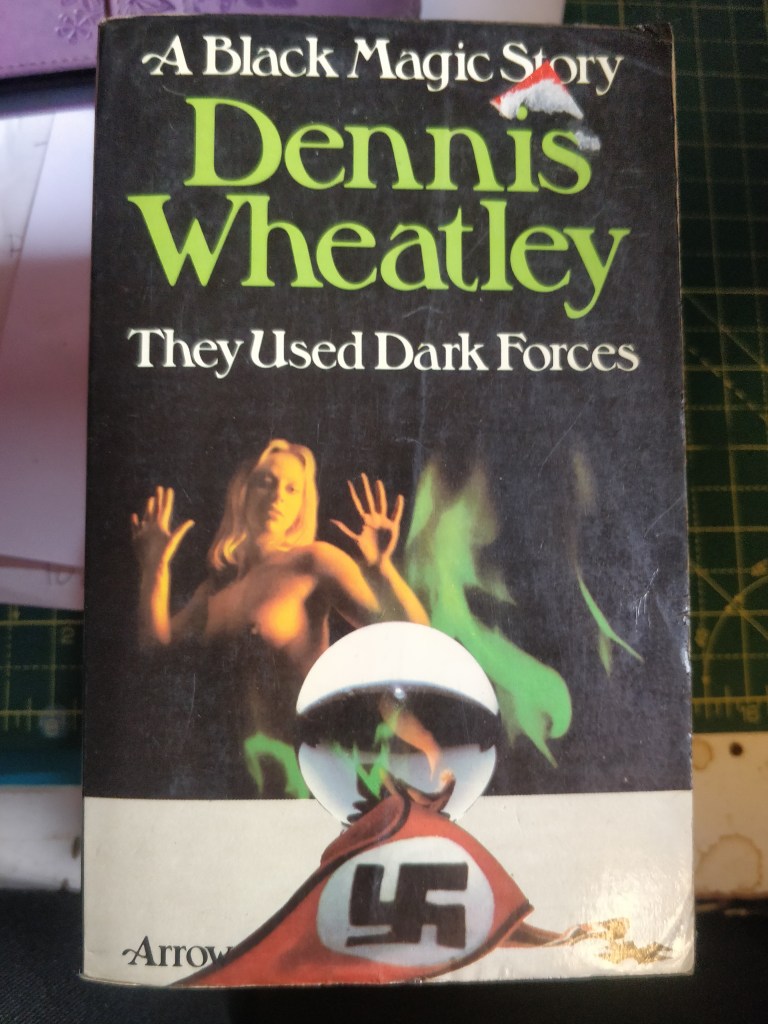 A Black Magic Story
Dennis
Wheatley
They Used Dark Forces
Arrow